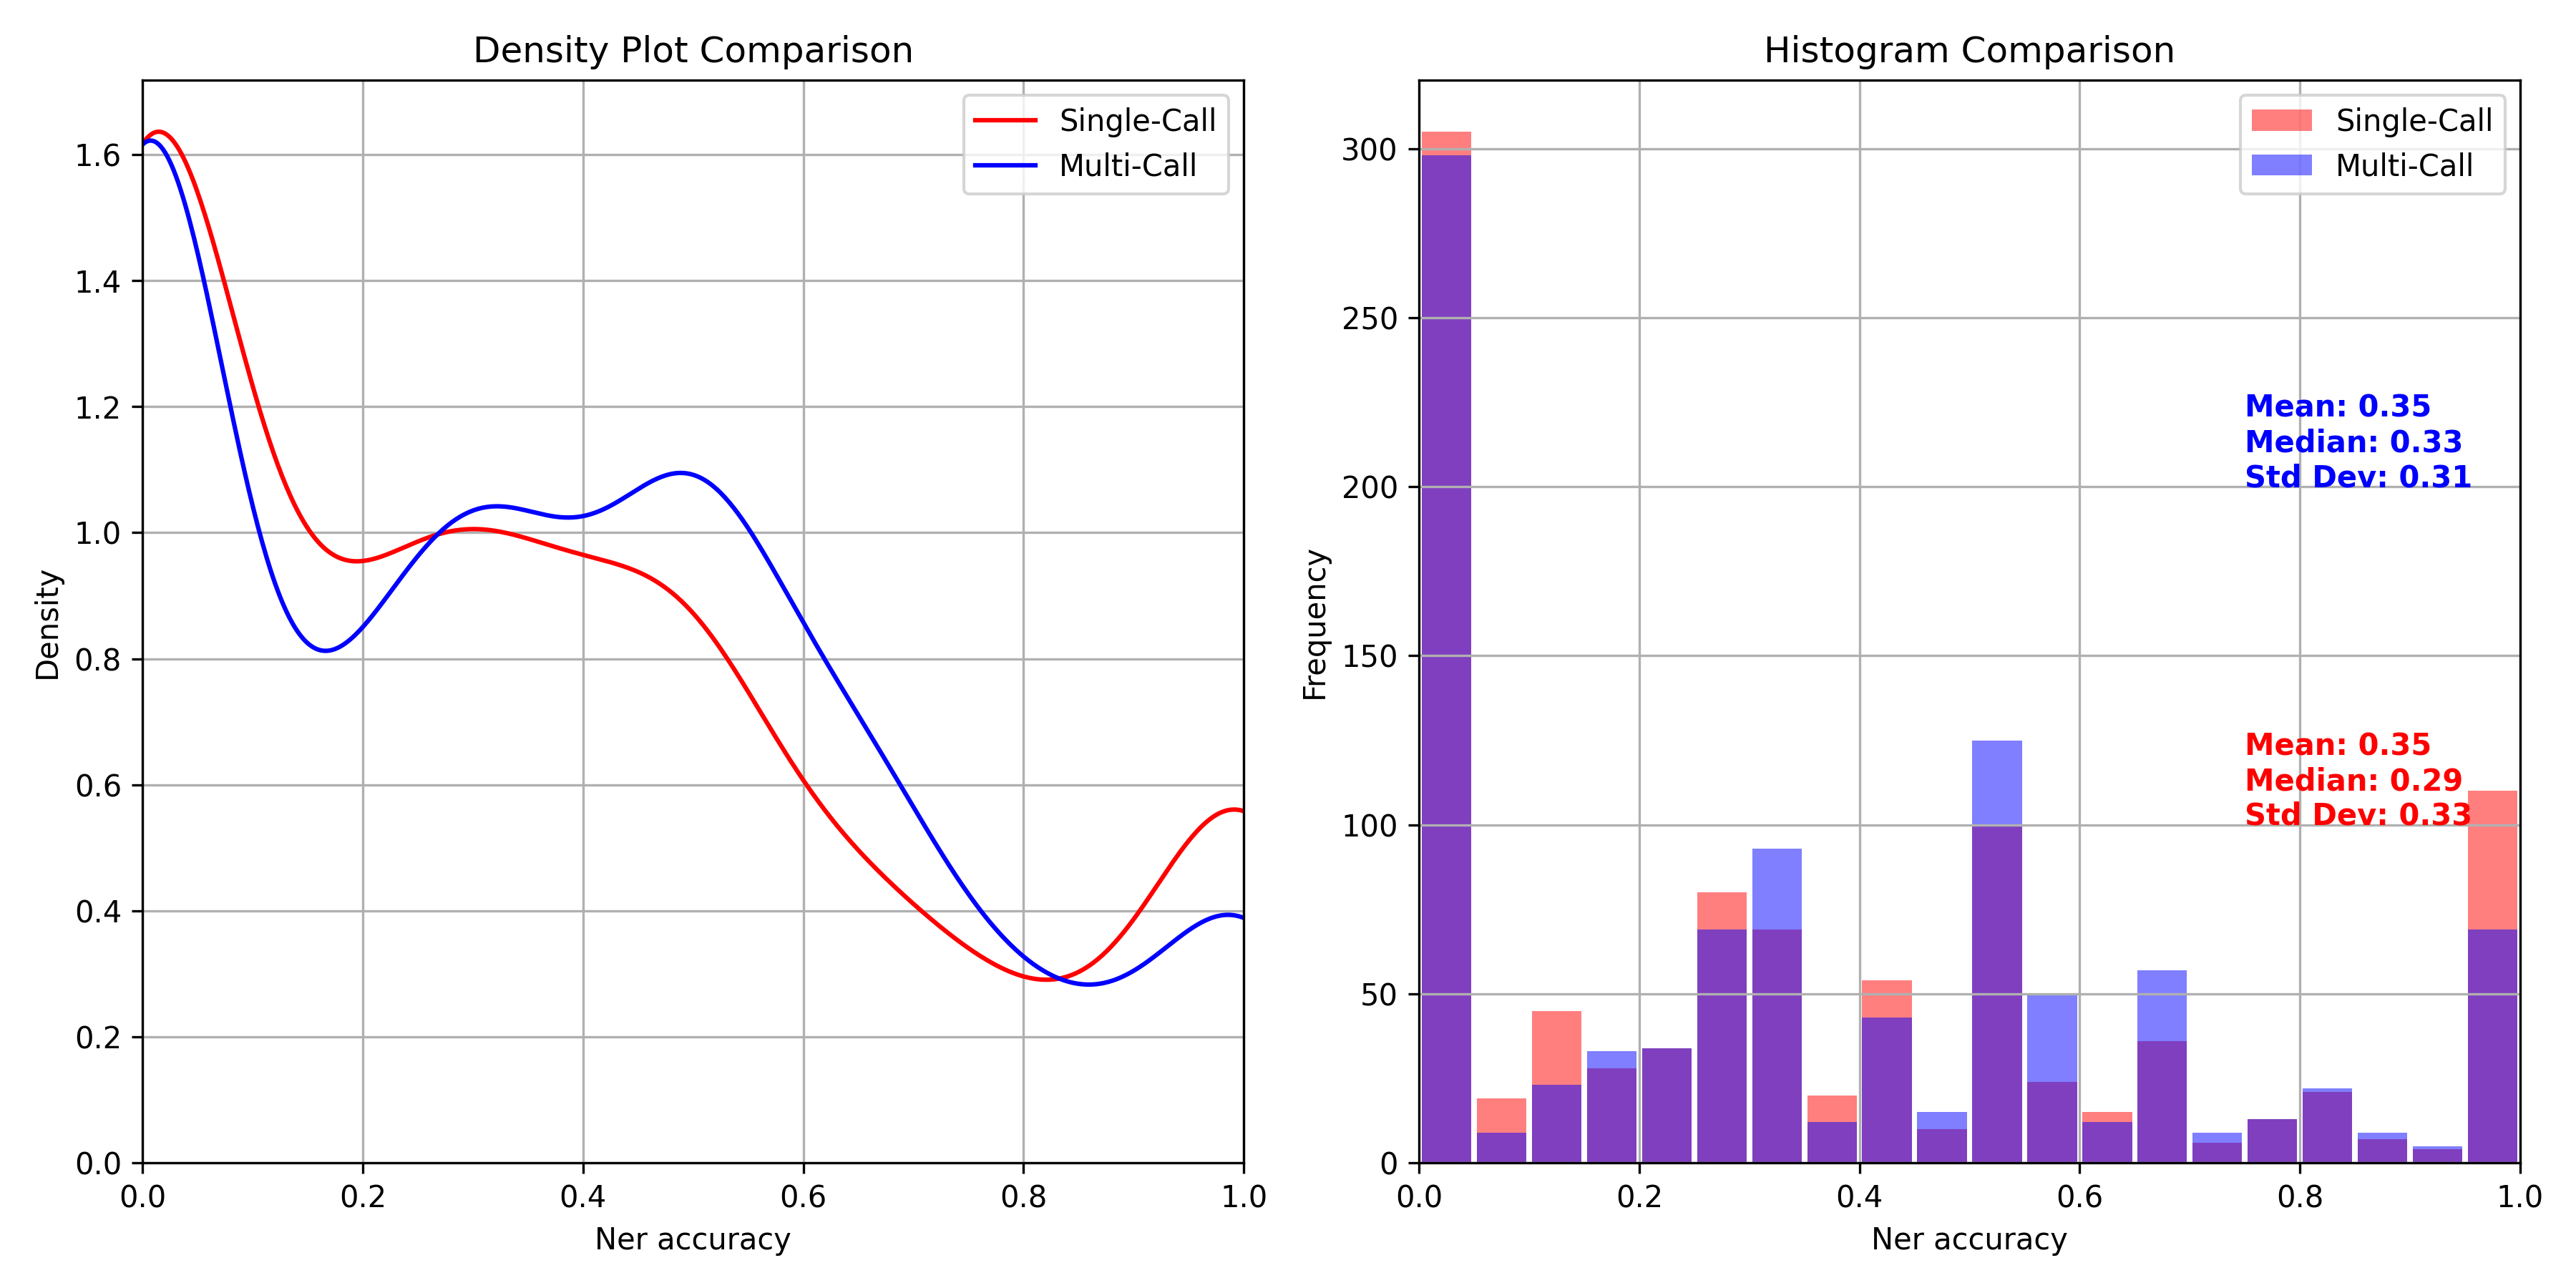 Density Plot Comparison
Single-Call
Multi-Call
1.6
1.4
1.2
1.0
0.8
0.6
0.4
0.2
0.0
Density
0.0 0.2 0.4 0.6 0.8 1.0
Ner accuracy
Histogram Comparison
Single-Call
Multi-Call
300
250
200
150
100
50
0
Frequency
Mean: 0.35
Median: 0.33
Std Dev: 0.31
Mean: 0.35
Median: 0.29
Std Dev: 0.33
0.0 0.2 0.4 0.6 0.8 1.0
Ner accuracy